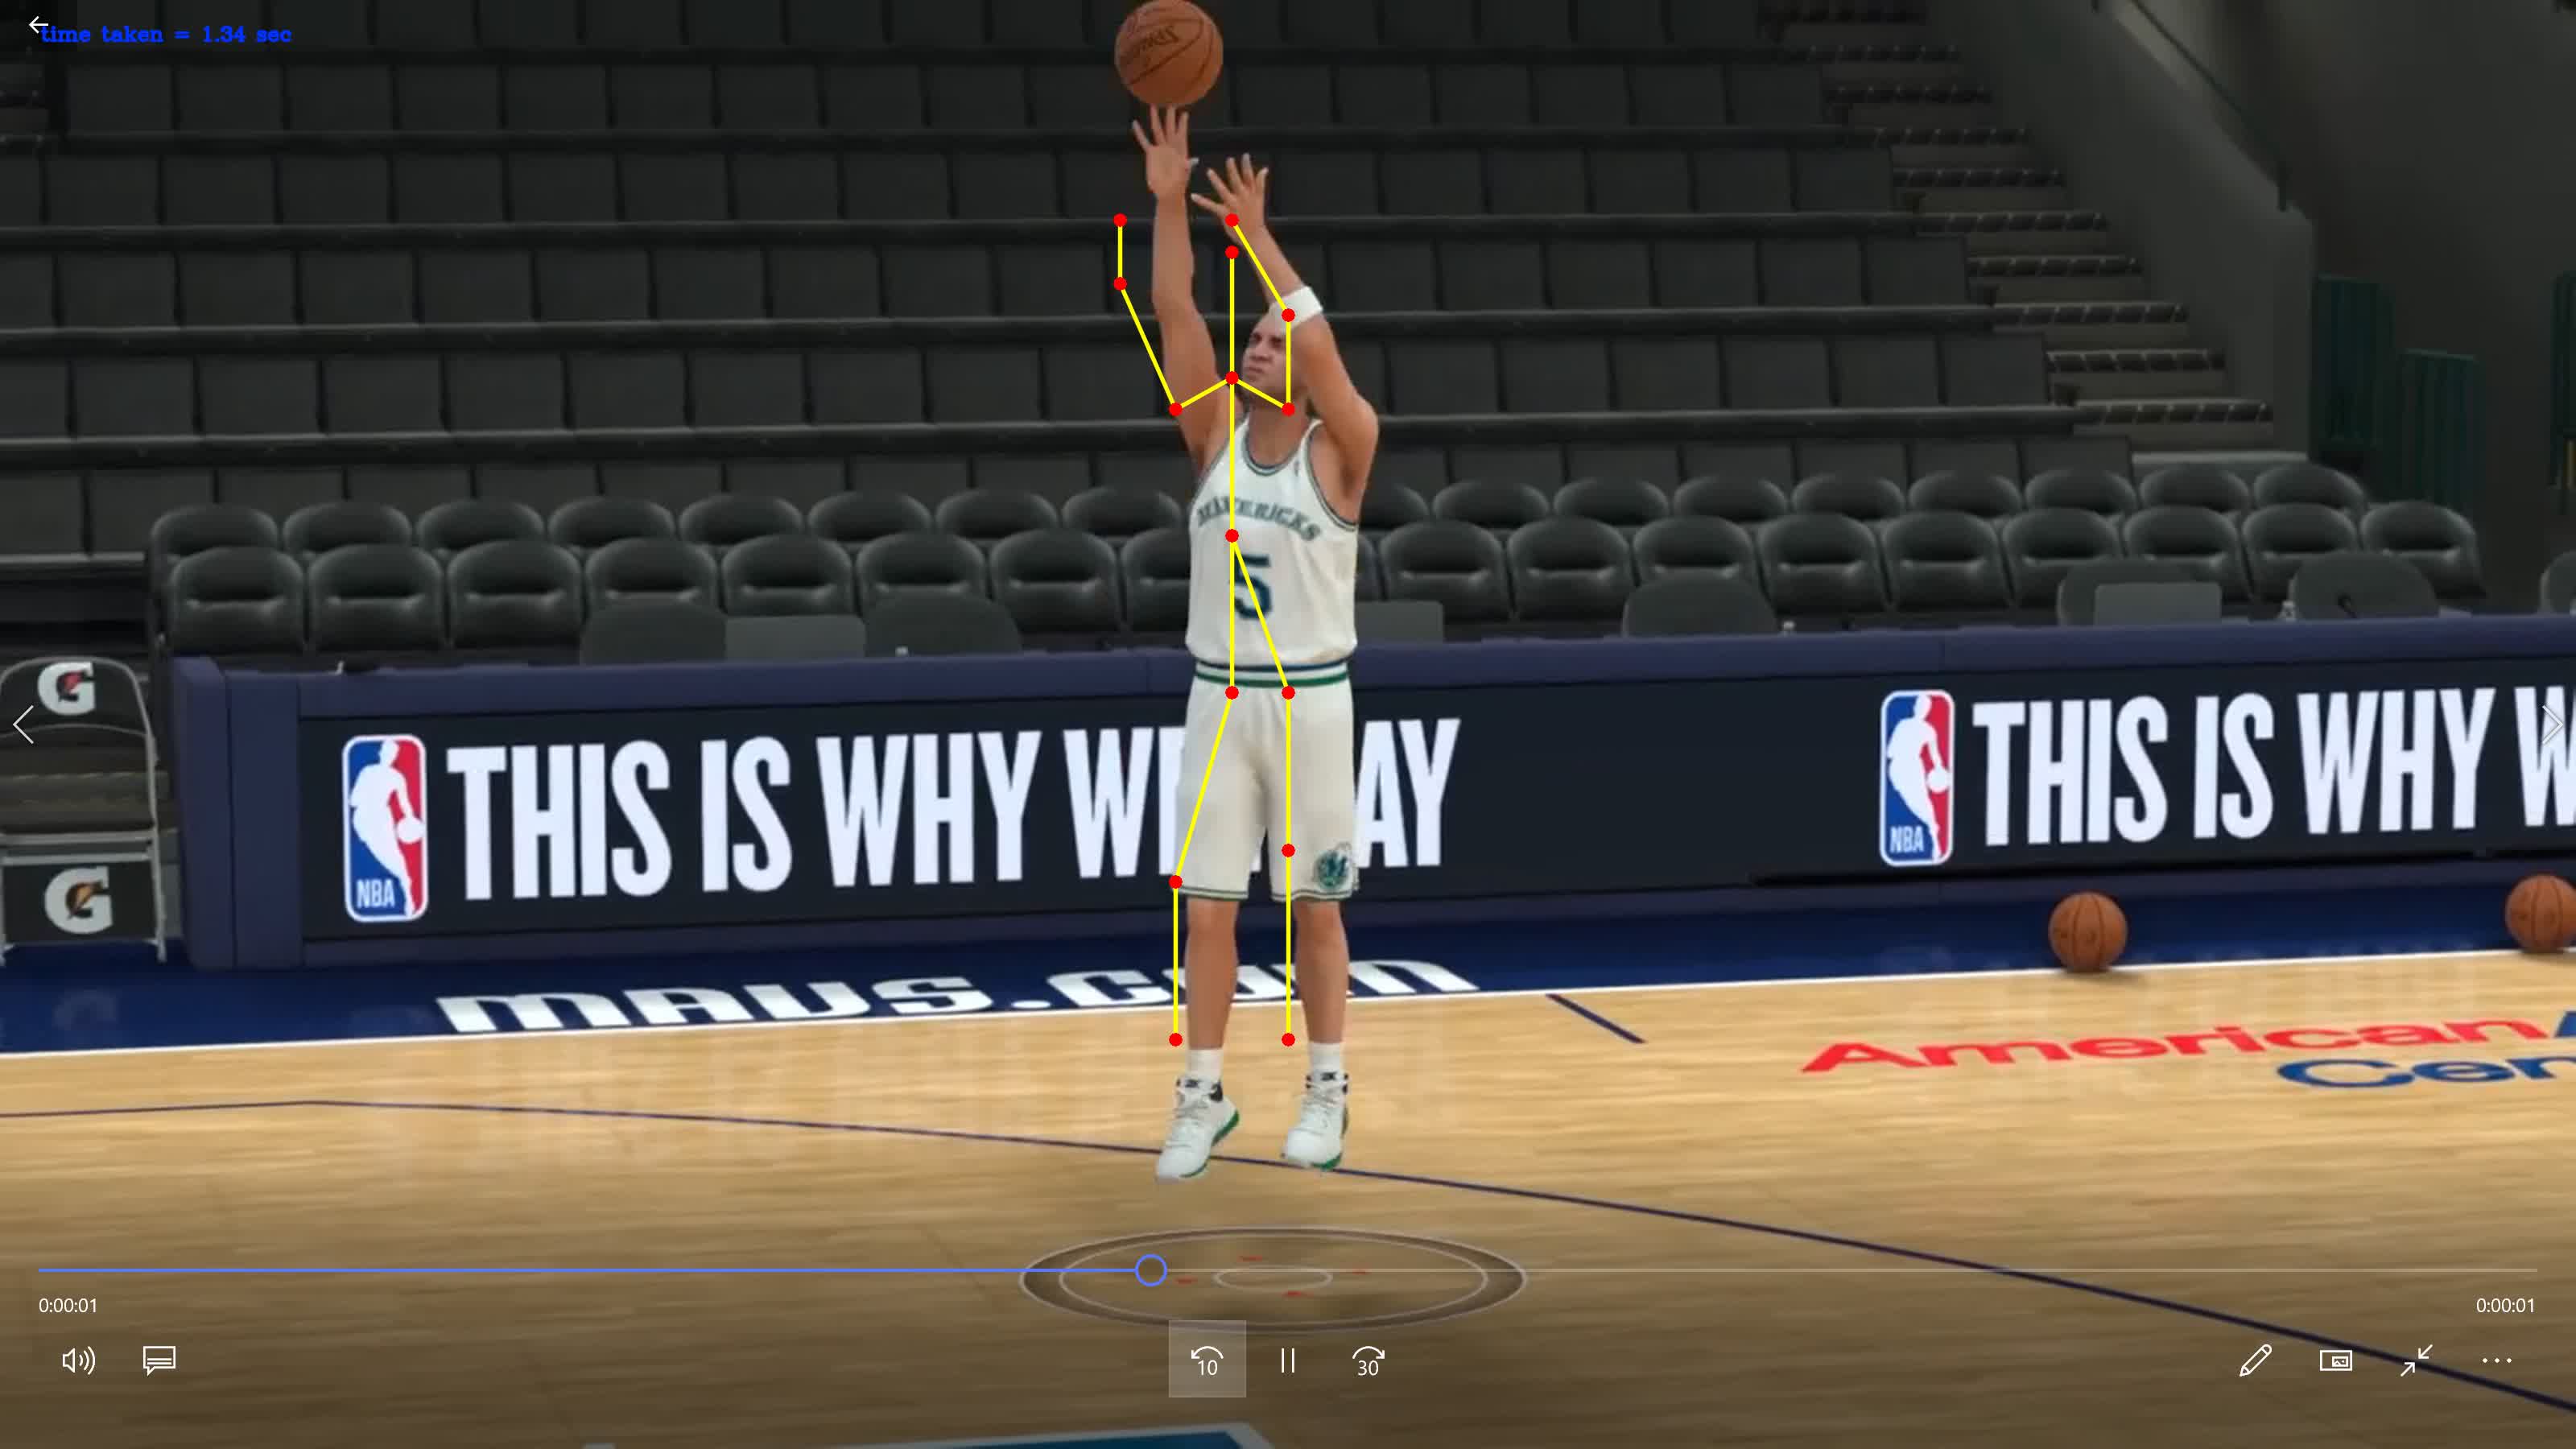 time taken = 1.34 sec
SPALDING
MAVERICKS
5
G
THIS IS WHY WE
AY
NBA
THIS IS WHY W
NBA
G
mavs.com
American
Cen
0:00:01
0:00:01
10
30